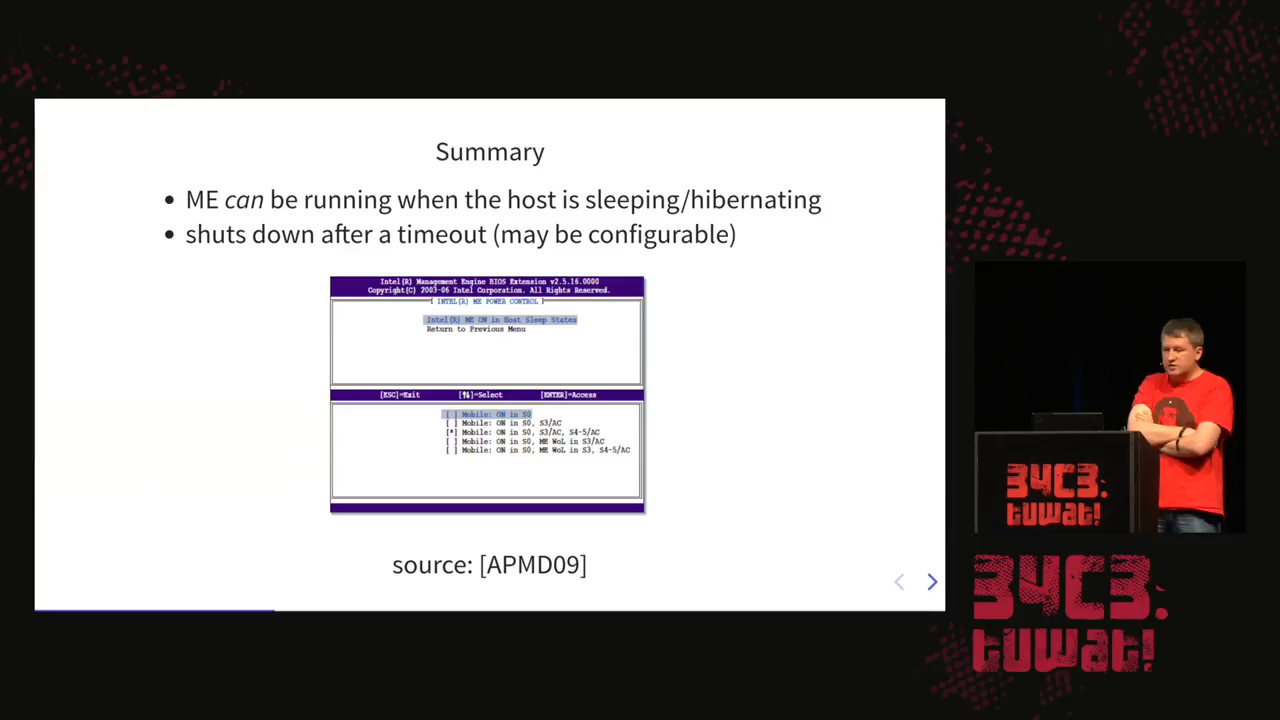 Summary
• ME can be running when the host is sleeping/hibernating
• shuts down after a timeout (may be configurable)
Intel(R) Management Engine BIOS Extension v2.5.16.0000
Copyright(C) 2003-06 Intel Corporation. All Rights Reserved.
[ INTEL(R) ME POWER CONTROL ]
Intel(R) ME ON in Host Sleep States
Return to Previous Menu
[ESC]=Exit [↑↓]=Select [ENTER]=Access
[ ] Mobile: ON in S0
[ ] Mobile: ON in S0, S3/AC
[*] Mobile: ON in S0, S3/AC, S4-5/AC
[ ] Mobile: ON in S0, ME WoL in S3/AC
[ ] Mobile: ON in S0, ME WoL in S3, S4-5/AC
source: [APMD09]
34C3.
tuwat!
34C3.
tuwat!